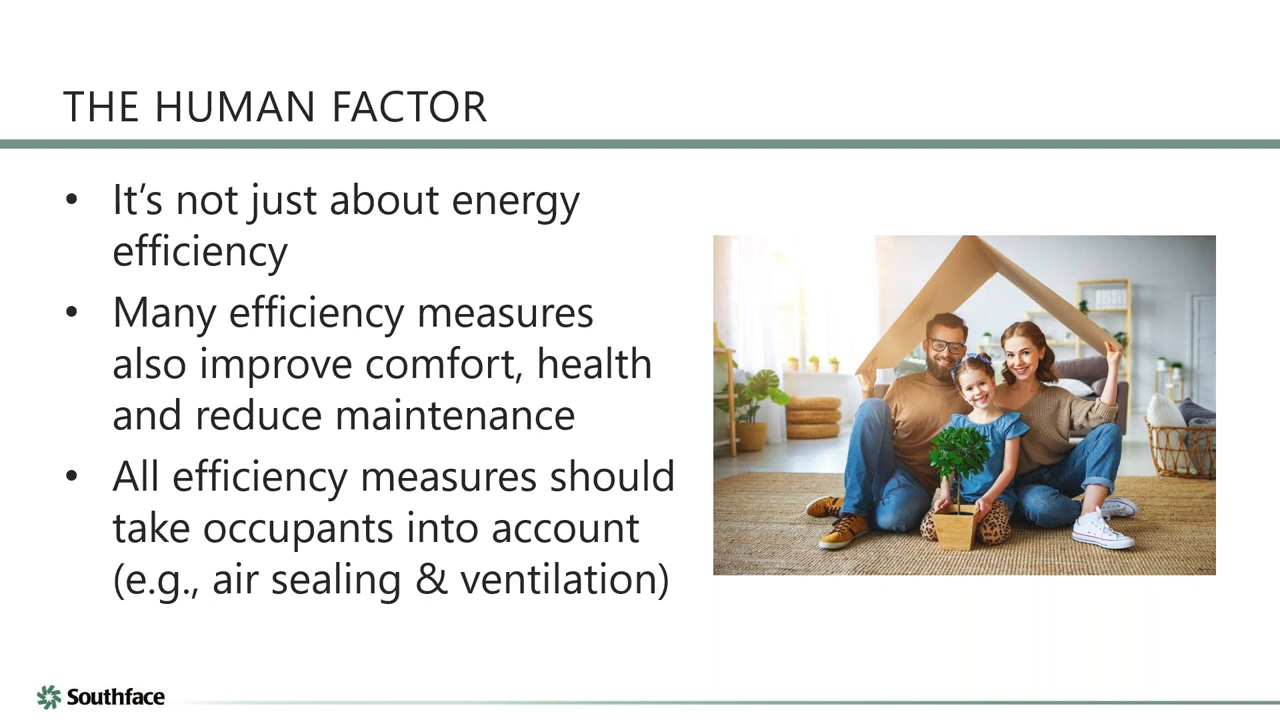 THE HUMAN FACTOR
• It’s not just about energy
efficiency
• Many efficiency measures
also improve comfort, health
and reduce maintenance
• All efficiency measures should
take occupants into account
(e.g., air sealing & ventilation)
Southface